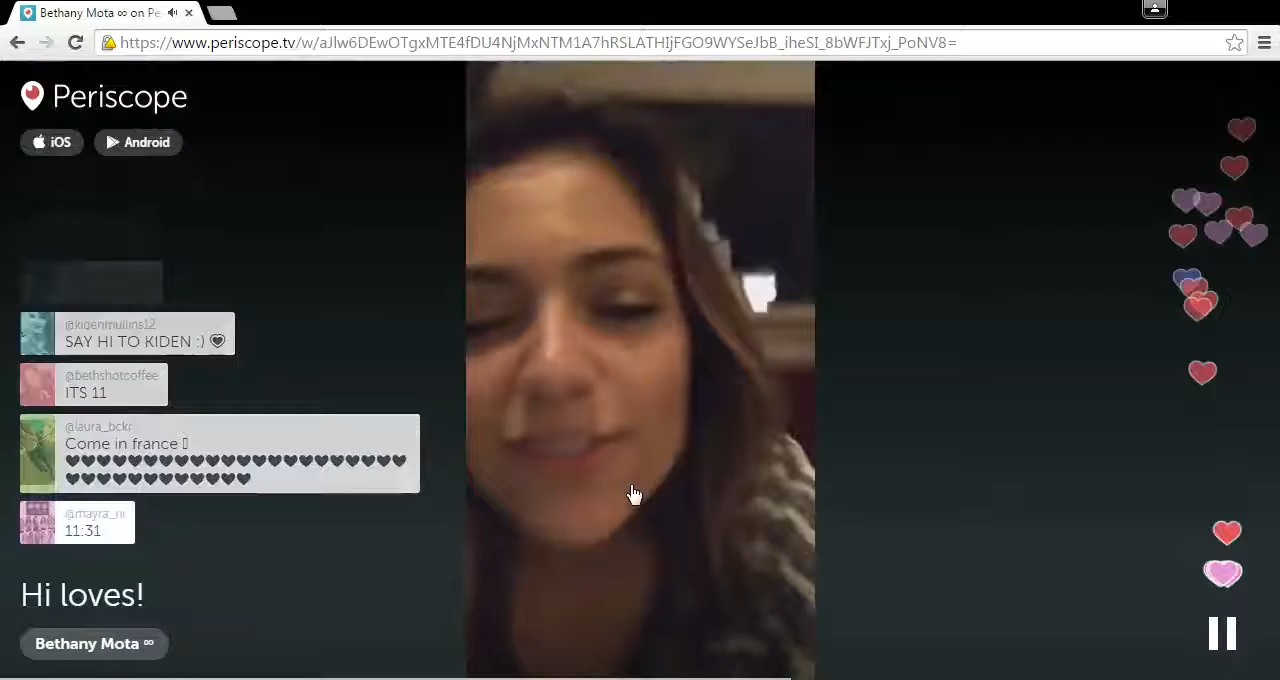 Bethany Mota ∞ on Pe
https://www.periscope.tv/w/aJlw6DEwOTgxMTE4fDU4NjMxNTM1A7hRSLATHIjFGO9WYSeJbB_iheSI_8bWFJTxj_PoNV8=
Periscope
iOS
Android
@kidenmullins12
SAY HI TO KIDEN :)
@bethshotcoffee
ITS 11
@laura_bckr
Come in france
@mayra_nr
11:31
Hi loves!
Bethany Mota ∞